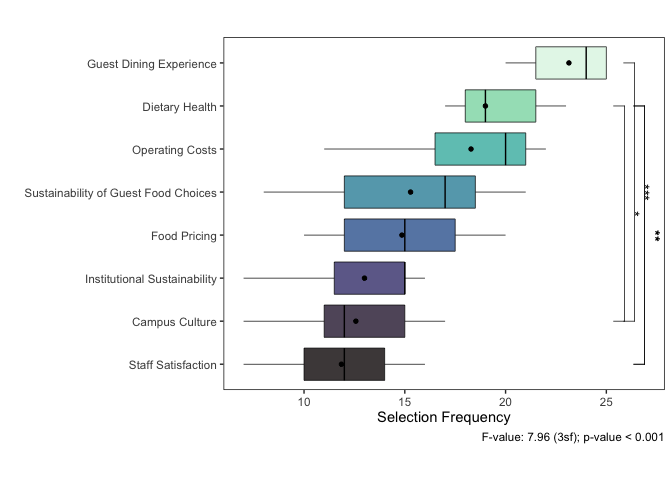 Guest Dining Experience
Dietary Health
Operating Costs
Sustainability of Guest Food Choices
Food Pricing
Institutional Sustainability
Campus Culture
Staff Satisfaction
***
*
**
10 15 20 25
Selection Frequency
F-value: 7.96 (3sf); p-value < 0.001